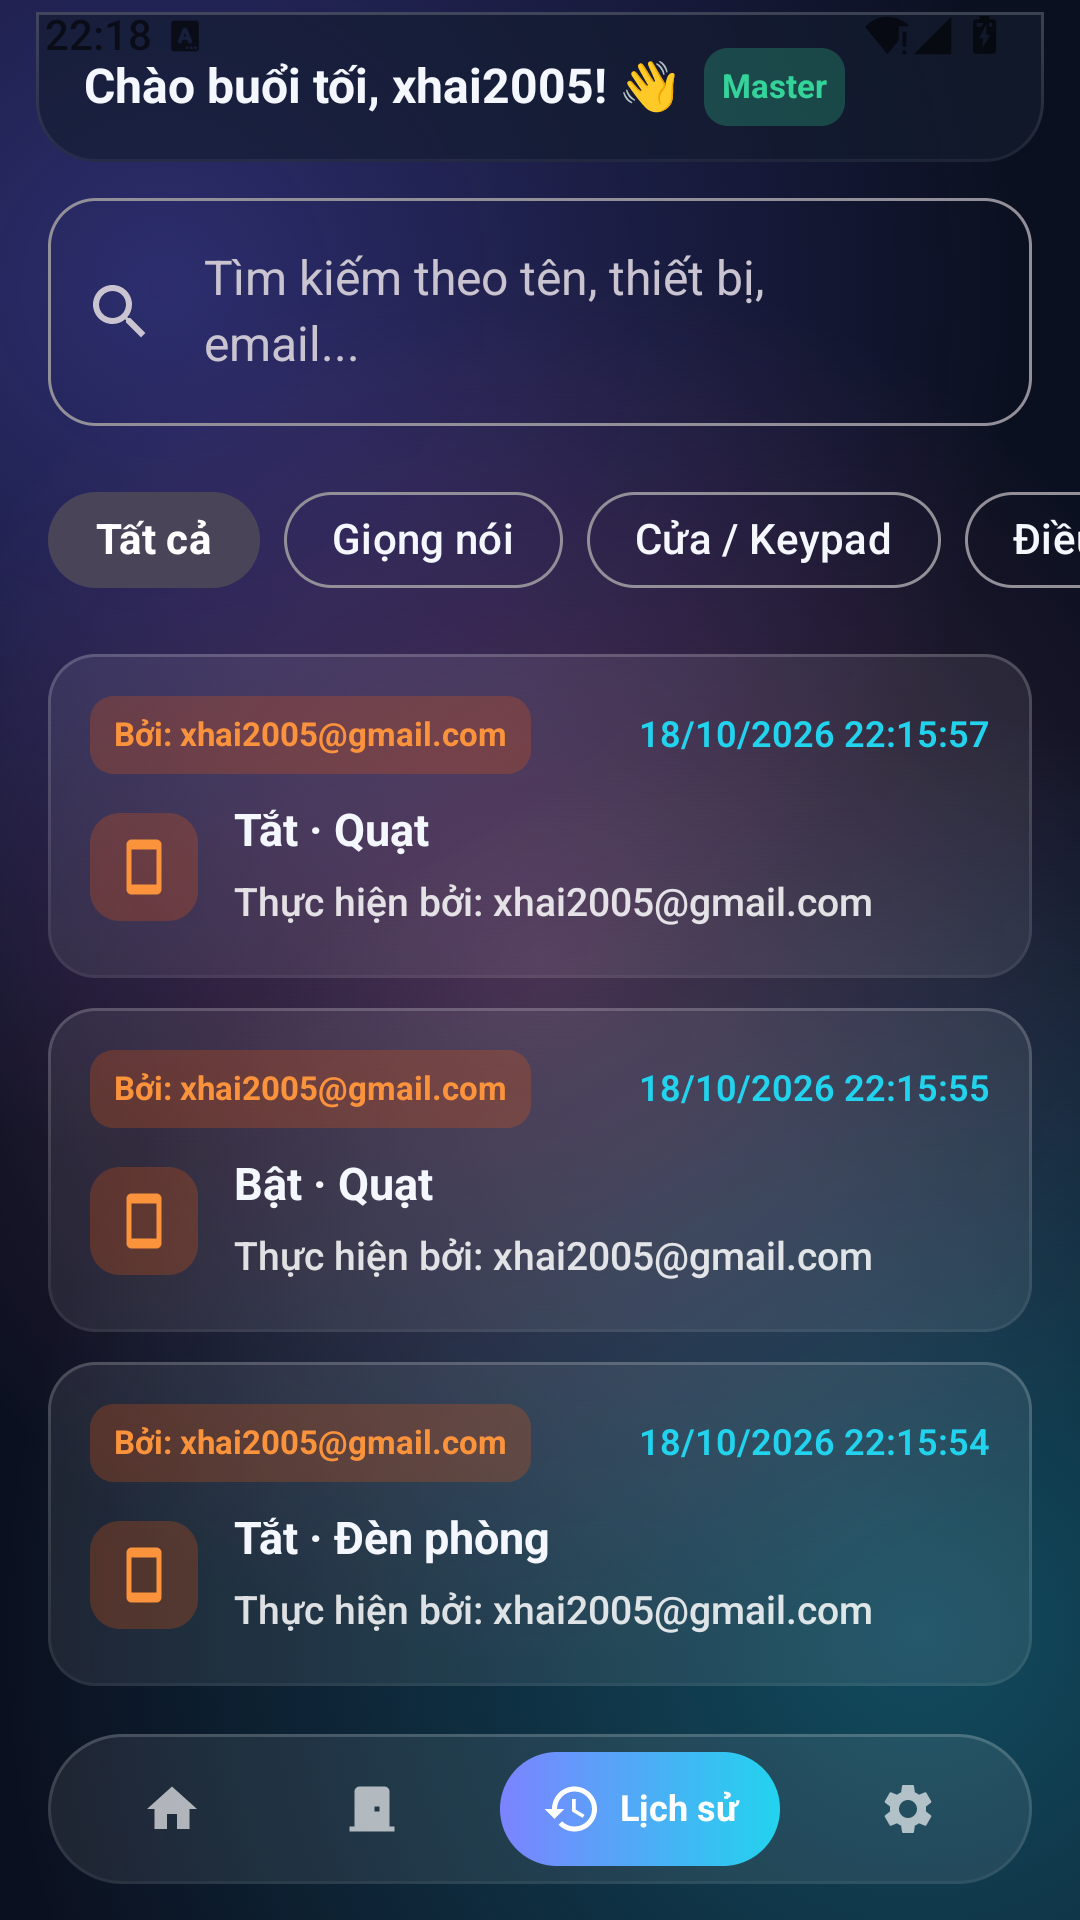 22:18
Chào buổi tối, xhai2005! 👋 Master
Tìm kiếm theo tên, thiết bị,
email...
Tất cả
Giọng nói
Cửa / Keypad
Điều
Bởi: xhai2005@gmail.com
18/10/2026 22:15:57
Tắt · Quạt
Thực hiện bởi: xhai2005@gmail.com
Bởi: xhai2005@gmail.com
18/10/2026 22:15:55
Bật · Quạt
Thực hiện bởi: xhai2005@gmail.com
Bởi: xhai2005@gmail.com
18/10/2026 22:15:54
Tắt · Đèn phòng
Thực hiện bởi: xhai2005@gmail.com
Lịch sử